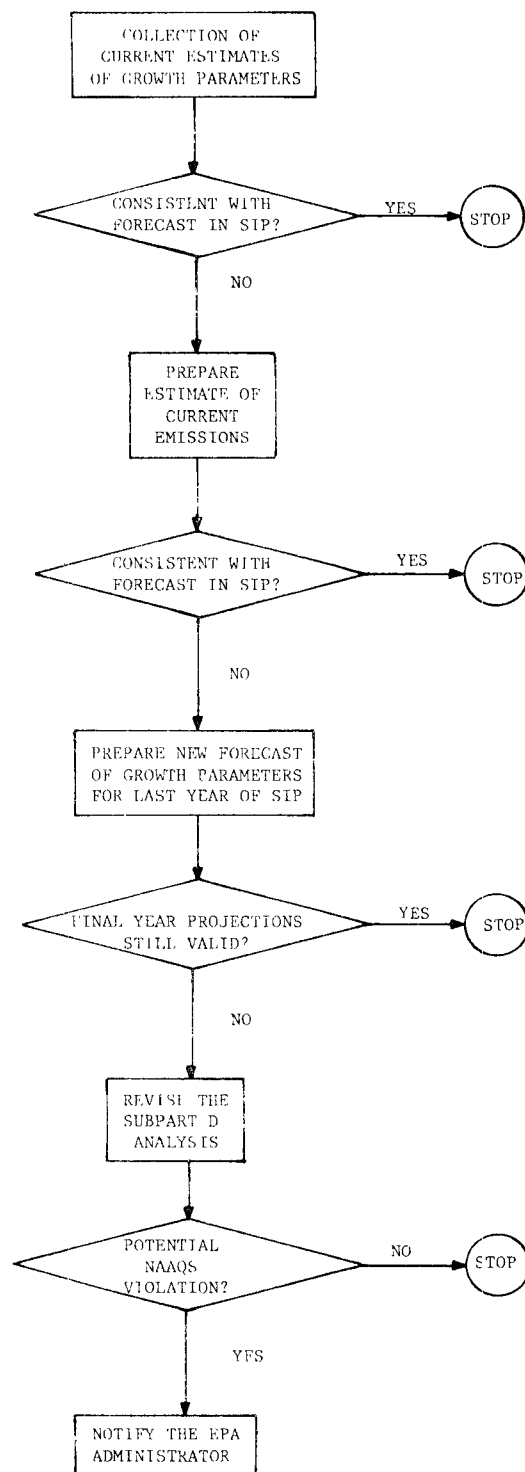 COLLECTION OF
CURRENT ESTIMATES
OF GROWTH PARAMETERS
CONSISTENT WITH
FORECAST IN SIP?
YES
STOP
NO
PREPARE
ESTIMATE OF
CURRENT
EMISSIONS
CONSISTENT WITH
FORECAST IN SIP?
YES
STOP
NO
PREPARE NEW FORECAST
OF GROWTH PARAMETERS
FOR LAST YEAR OF SIP
FINAL YEAR PROJECTIONS
STILL VALID?
YES
STOP
NO
REVISE THE
SUBPART D
ANALYSIS
POTENTIAL
NAAQS
VIOLATION?
NO
STOP
YES
NOTIFY THE EPA
ADMINISTRATOR